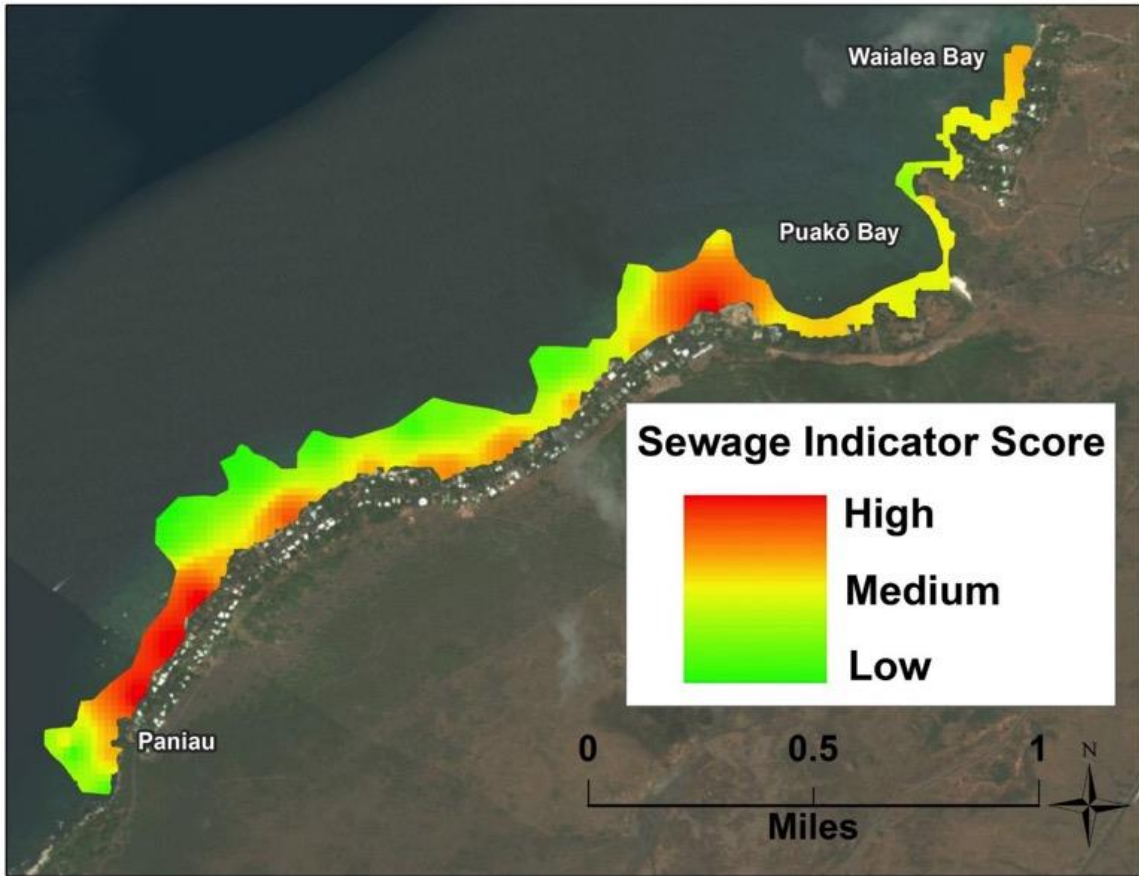 Waialea Bay
Puakō Bay
Sewage Indicator Score
High
Medium
Low
Paniau
0 0.5 1
N
Miles